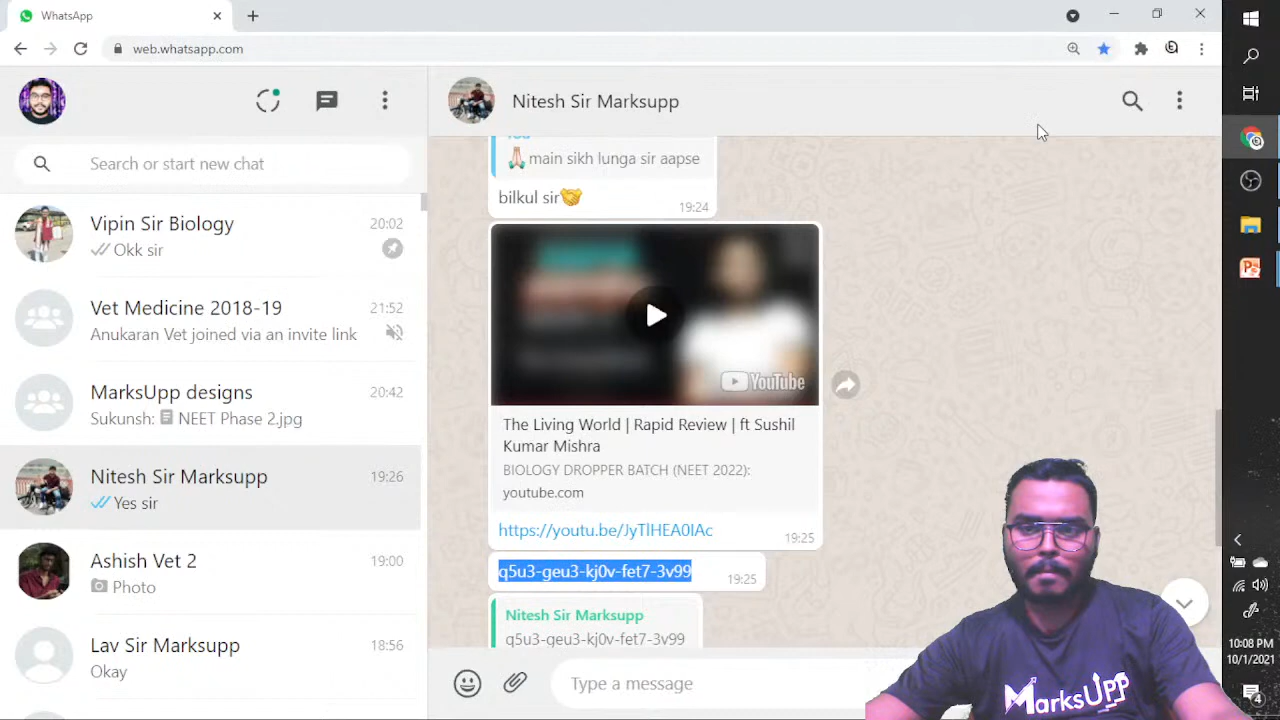 WhatsApp
web.whatsapp.com
Search or start new chat
Vipin Sir Biology
20:02
Okk sir
Vet Medicine 2018-19
21:52
Anukaran Vet joined via an invite link
MarksUpp designs
20:42
Sukunsh: NEET Phase 2.jpg
Nitesh Sir Marksupp
19:26
Yes sir
Ashish Vet 2
19:00
Photo
Lav Sir Marksupp
18:56
Okay
Nitesh Sir Marksupp
🙏🏻main sikh lunga sir aapse
bilkul sir🤝
19:24
YouTube
The Living World | Rapid Review | ft Sushil
Kumar Mishra
BIOLOGY DROPPER BATCH (NEET 2022):
youtube.com
https://youtu.be/JyTlHEA0IAc
19:25
q5u3-geu3-kj0v-fet7-3v99
19:25
Nitesh Sir Marksupp
q5u3-geu3-kj0v-fet7-3v99
Type a message
MarksUpp
10:08 PM
10/1/2021
4